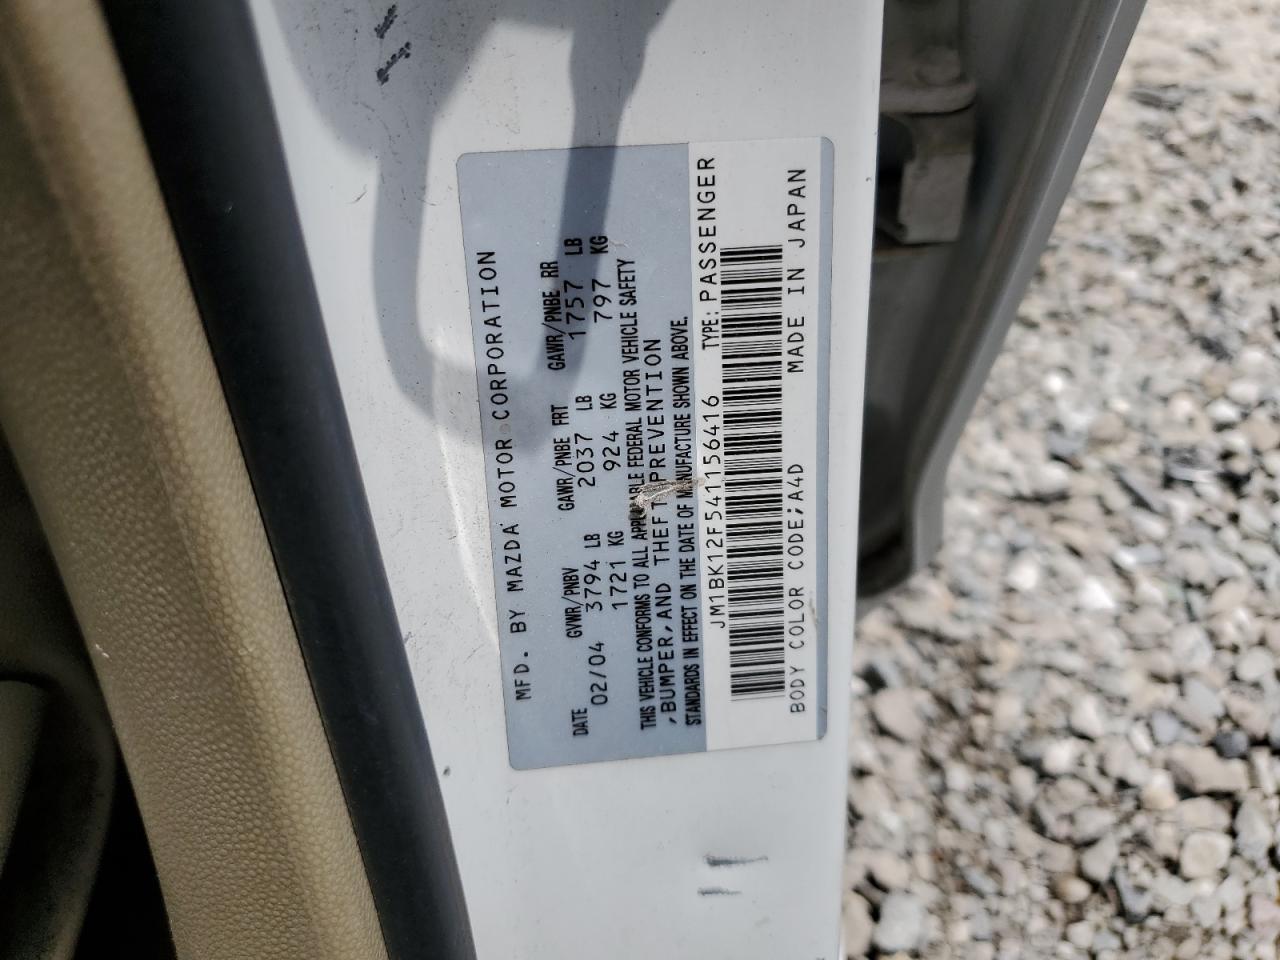 MFD. BY MAZDA MOTOR CORPORATION
DATE GVWR/PNBV GAWR/PNBE FRT GAWR/PNBE RR
02/04 3794 LB 2037 LB 1757 LB
1721 KG 924 KG 797 KG
THIS VEHICLE CONFORMS TO ALL APPLICABLE FEDERAL MOTOR VEHICLE SAFETY
,BUMPER,AND THEFT PREVENTION
STANDARDS IN EFFECT ON THE DATE OF MANUFACTURE SHOWN ABOVE.
JM1BK12F541156416 TYPE: PASSENGER
BODY COLOR CODE;A4D MADE IN JAPAN